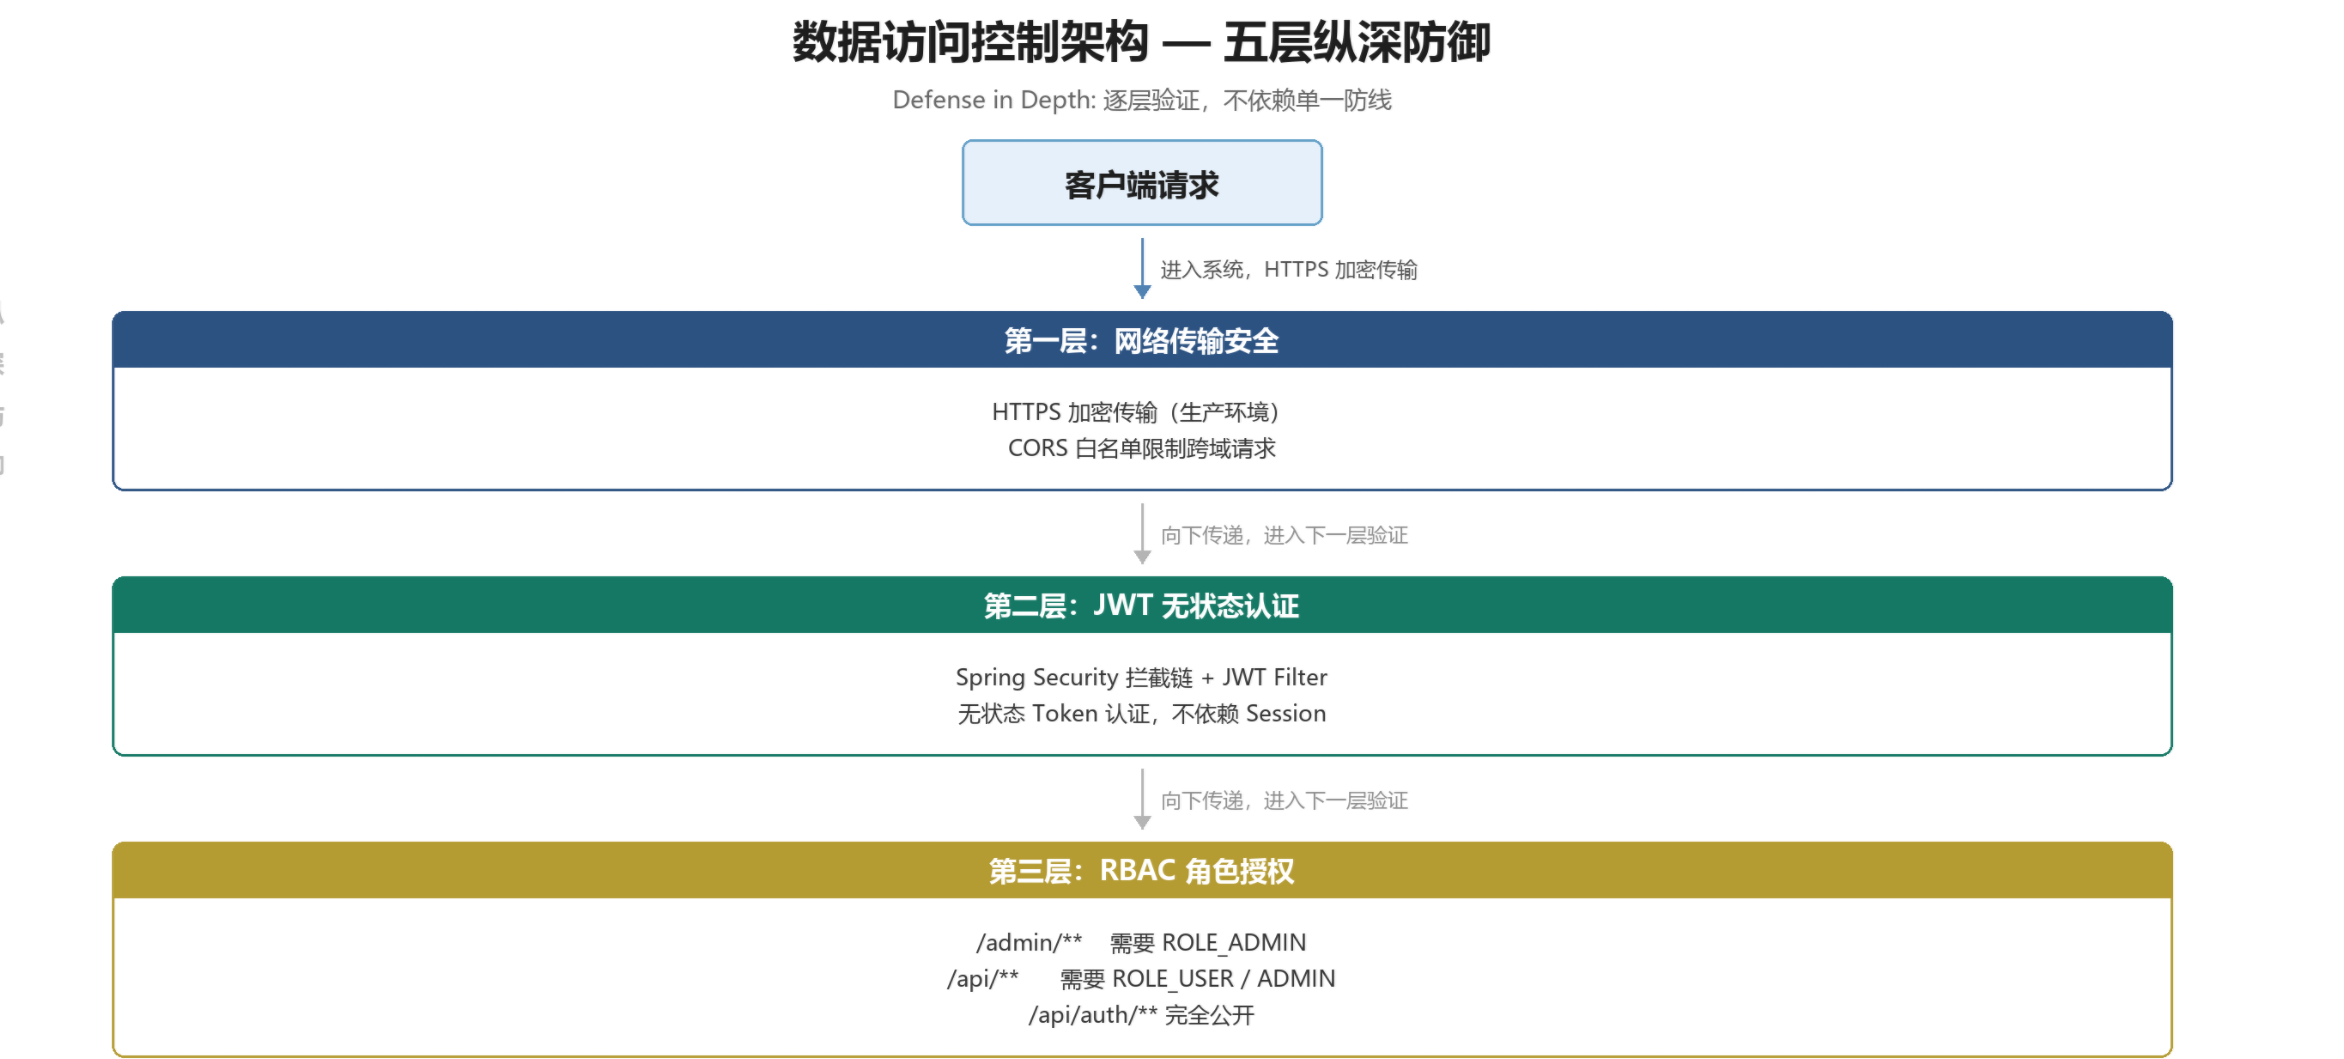 数据访问控制架构 — 五层纵深防御
Defense in Depth: 逐层验证，不依赖单一防线
客户端请求
进入系统，HTTPS 加密传输
第一层：网络传输安全
HTTPS 加密传输（生产环境）
CORS 白名单限制跨域请求
向下传递，进入下一层验证
第二层：JWT 无状态认证
Spring Security 拦截链 + JWT Filter
无状态 Token 认证，不依赖 Session
向下传递，进入下一层验证
第三层：RBAC 角色授权
/admin/** 需要 ROLE_ADMIN
/api/** 需要 ROLE_USER / ADMIN
/api/auth/** 完全公开